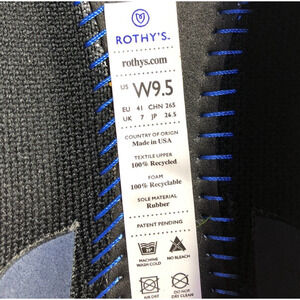 ROTHY'S.
rothys.com
US W9.5
EU 41 CHN 265
UK 7 JP 26.5
COUNTRY OF ORIGIN
Made in USA
TEXTILE UPPER
100% Recycled
FOAM
100% Recyclable
SOLE MATERIAL
Rubber
PATENT PENDING
MACHINE WASH COLD
NO BLEACH
AIR DRY
DO NOT DRY CLEAN